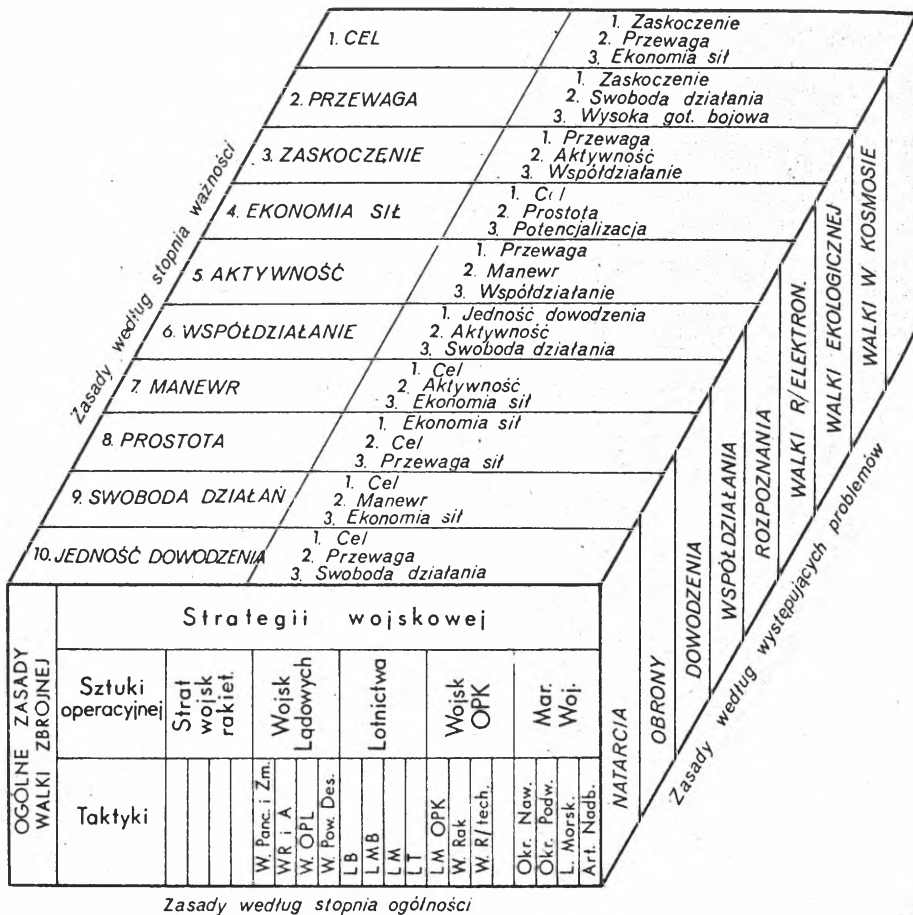 1. CEL
1. Zaskoczenie
2. Przewaga
3. Ekonomia sił
2. PRZEWAGA
1. Zaskoczenie
2. Swoboda działania
3. Wysoka got. bojowa
3. ZASKOCZENIE
1. Przewaga
2. Aktywność
3. Współdziałanie
4. EKONOMIA SIŁ
1. Cel
2. Prostota
3. Potencjalizacja
5. AKTYWNOŚĆ
1. Przewaga
2. Manewr
3. Współdziałanie
6. WSPÓŁDZIAŁANIE
1. Jedność dowodzenia
2. Aktywność
3. Swoboda działania
7. MANEWR
1. Cel
2. Aktywność
3. Ekonomia sił
8. PROSTOTA
1. Ekonomia sił
2. Cel
3. Przewaga sił
9. SWOBODA DZIAŁAŃ
1. Cel
2. Manewr
3. Ekonomia sił
10. JEDNOŚĆ DOWODZENIA
1. Cel
2. Przewaga
3. Swoboda działania
Zasady według stopnia ważności
OGÓLNE ZASADY
WALKI ZBROJNEJ
Strategii wojskowej
Sztuki
operacyjnej
Strat
wojsk
rakiet.
Wojsk
Lądowych
Lotnictwa
Wojsk
OPK
Mar.
Woj.
Taktyki
W. Panc. i Zm.
WR i A
W. OPL
W. Pow. Des.
LB
LMB
LM
LT
LM OPK
W. Rak
W. R/tech.
Okr. Naw.
Okr. Podw.
L. Morsk.
Art. Nadb.
NATARCIA
OBRONY
DOWODZENIA
WSPÓŁDZIAŁANIA
ROZPOZNANIA
WALKI R/ELEKTRON.
WALKI EKOLOGICZNEJ
WALKI W KOSMOSIE
Zasady według występujących problemów
Zasady według stopnia ogólności